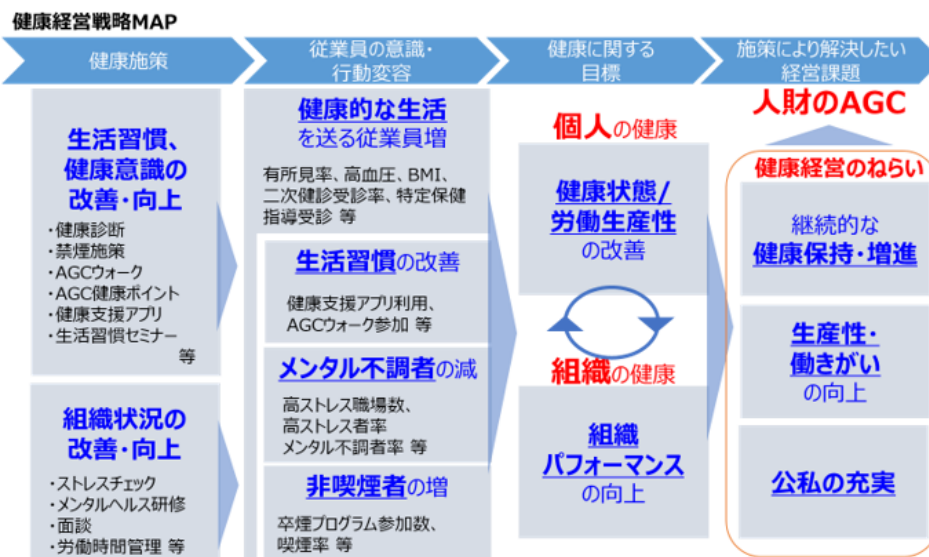 健康経営戦略MAP
健康施策
従業員の意識・
行動変容
健康に関する
目標
施策により解決したい
経営課題
生活習慣、
健康意識の
改善・向上
・健康診断
・禁煙施策
・AGCウォーク
・AGC健康ポイント
・健康支援アプリ
・生活習慣セミナー
等
組織状況の
改善・向上
・ストレスチェック
・メンタルヘルス研修
・面談
・労働時間管理 等
健康的な生活
を送る従業員増
有所見率、高血圧、BMI、
二次健診受診率、特定保健
指導受診 等
生活習慣の改善
健康支援アプリ利用、
AGCウォーク参加 等
メンタル不調者の減
高ストレス職場数、
高ストレス者率
メンタル不調者率 等
非喫煙者の増
卒煙プログラム参加数、
喫煙率 等
個人の健康
健康状態/
労働生産性
の改善
組織の健康
組織
パフォーマンス
の向上
人財のAGC
健康経営のねらい
継続的な
健康保持・増進
生産性・
働きがい
の向上
公私の充実